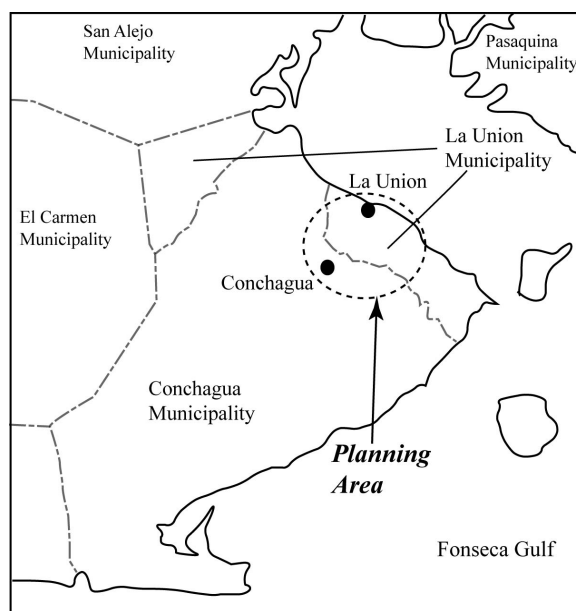 San Alejo
Municipality
Pasaquina
Municipality
La Union
Municipality
La Union
El Carmen
Municipality
Conchagua
Conchagua
Municipality
Planning
Area
Fonseca Gulf